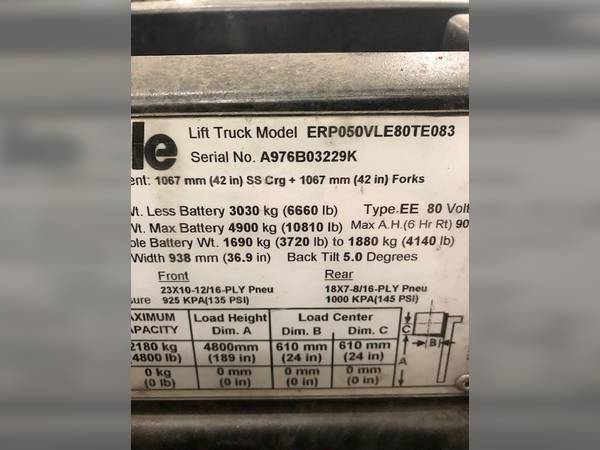 le Lift Truck Model ERP050VLE80TE083
Serial No. A976B03229K
ent: 1067 mm (42 in) SS Crg + 1067 mm (42 in) Forks
Wt. Less Battery 3030 kg (6660 lb) Type EE 80 Volt
Wt. Max Battery 4900 kg (10810 lb) Max A.H.(6 Hr Rt) 90
ble Battery Wt. 1690 kg (3720 lb) to 1880 kg (4140 lb)
Width 938 mm (36.9 in) Back Tilt 5.0 Degrees
Front Rear
23X10-12/16-PLY Pneu 18X7-8/16-PLY Pneu
sure 925 KPA(135 PSI) 1000 KPA(145 PSI)
AXIMUM Load Height Load Center
APACITY Dim. A Dim. B Dim. C
2180 kg 4800mm 610 mm 610 mm
4800 lb) (189 in) (24 in) (24 in)
0 kg 0 mm 0 mm 0 mm
(0 lb) (0 in) (0 in) (0 in)
C
B
A